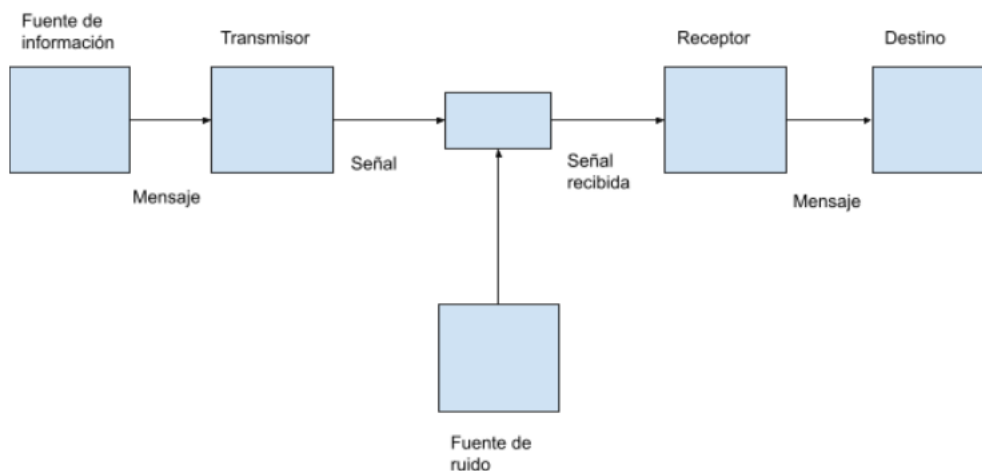 Fuente de
información
Transmisor
Receptor
Destino
Mensaje
Señal
Señal
recibida
Mensaje
Fuente de
ruido